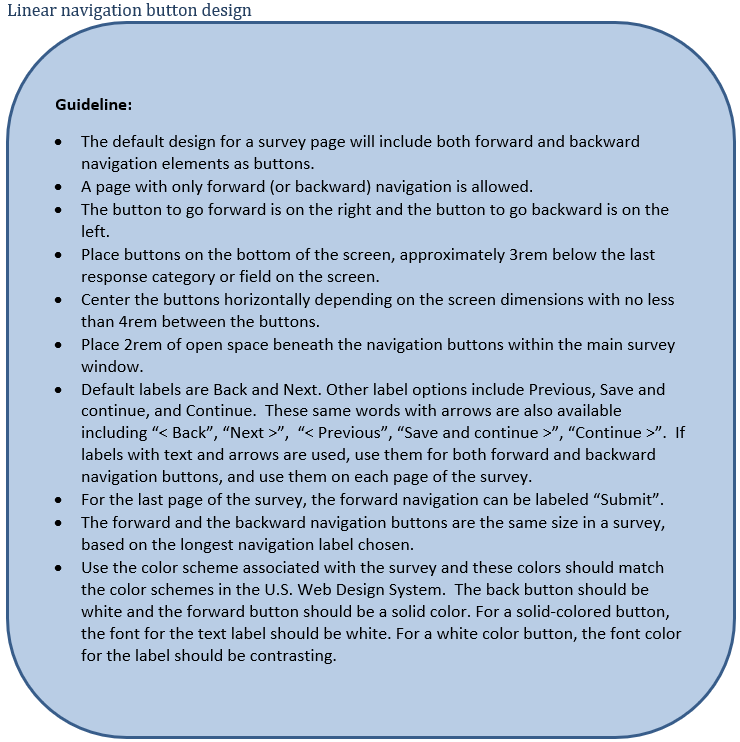 Linear navigation button design
Guideline:
• The default design for a survey page will include both forward and backward
navigation elements as buttons.
• A page with only forward (or backward) navigation is allowed.
• The button to go forward is on the right and the button to go backward is on the
left.
• Place buttons on the bottom of the screen, approximately 3rem below the last
response category or field on the screen.
• Center the buttons horizontally depending on the screen dimensions with no less
than 4rem between the buttons.
• Place 2rem of open space beneath the navigation buttons within the main survey
window.
• Default labels are Back and Next. Other label options include Previous, Save and
continue, and Continue.  These same words with arrows are also available
including “< Back”, “Next >”,  “< Previous”, “Save and continue >”, “Continue >”.  If
labels with text and arrows are used, use them for both forward and backward
navigation buttons, and use them on each page of the survey.
• For the last page of the survey, the forward navigation can be labeled “Submit”.
• The forward and the backward navigation buttons are the same size in a survey,
based on the longest navigation label chosen.
• Use the color scheme associated with the survey and these colors should match
the color schemes in the U.S. Web Design System.  The back button should be
white and the forward button should be a solid color. For a solid-colored button,
the font for the text label should be white. For a white color button, the font color
for the label should be contrasting.